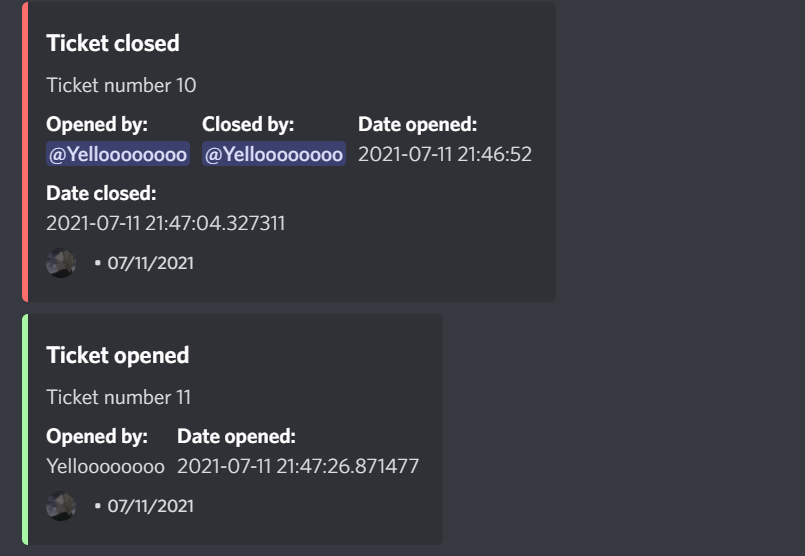 Ticket closed
Ticket number 10
Opened by: Closed by: Date opened:
@Yelloooooooo @Yelloooooooo 2021-07-11 21:46:52
Date closed:
2021-07-11 21:47:04.327311
• 07/11/2021
Ticket opened
Ticket number 11
Opened by: Date opened:
Yelloooooooo 2021-07-11 21:47:26.871477
• 07/11/2021